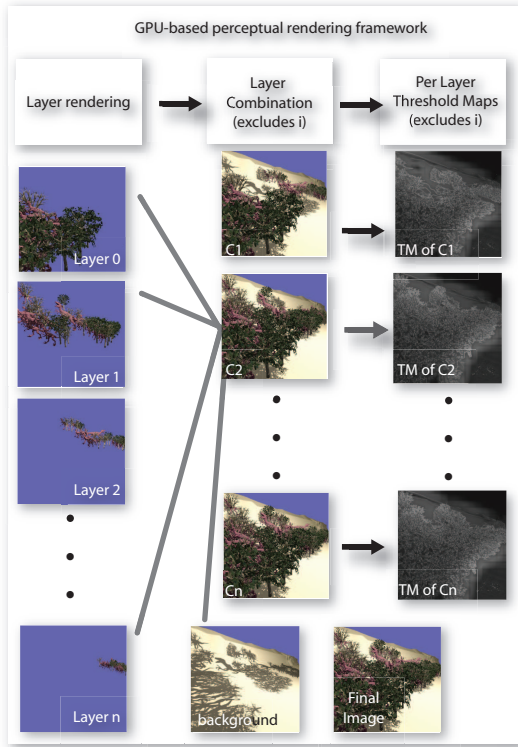 GPU-based perceptual rendering framework
Layer rendering
Layer
Combination
(excludes i)
Per Layer
Threshold Maps
(excludes i)
Layer 0
C1
TM of C1
Layer 1
C2
TM of C2
Layer 2
Cn
TM of Cn
Layer n
background
Final
Image